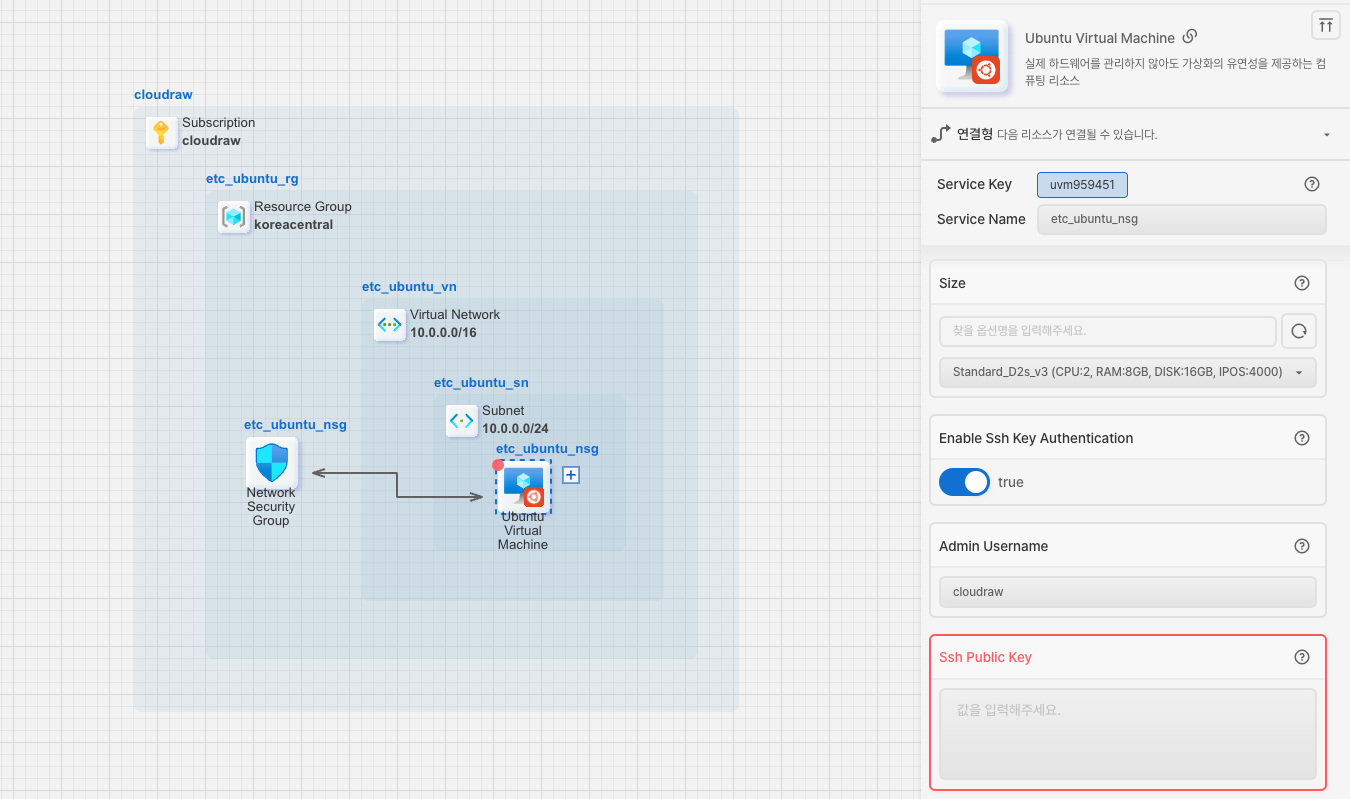 cloudraw
Subscription
cloudraw
etc_ubuntu_rg
Resource Group
koreacentral
etc_ubuntu_vn
Virtual Network
10.0.0.0/16
etc_ubuntu_sn
Subnet
10.0.0.0/24
etc_ubuntu_nsg
Network
Security
Group
etc_ubuntu_nsg
Ubuntu
Virtual
Machine
Ubuntu Virtual Machine
실제 하드웨어를 관리하지 않아도 가상화의 유연성을 제공하는 컴
퓨팅 리소스
연결형 다음 리소스가 연결될 수 있습니다.
Service Key uvm959451
Service Name etc_ubuntu_nsg
Size
찾을 옵션명을 입력해주세요.
Standard_D2s_v3 (CPU:2, RAM:8GB, DISK:16GB, IPOS:4000)
Enable Ssh Key Authentication
true
Admin Username
cloudraw
Ssh Public Key
값을 입력해주세요.